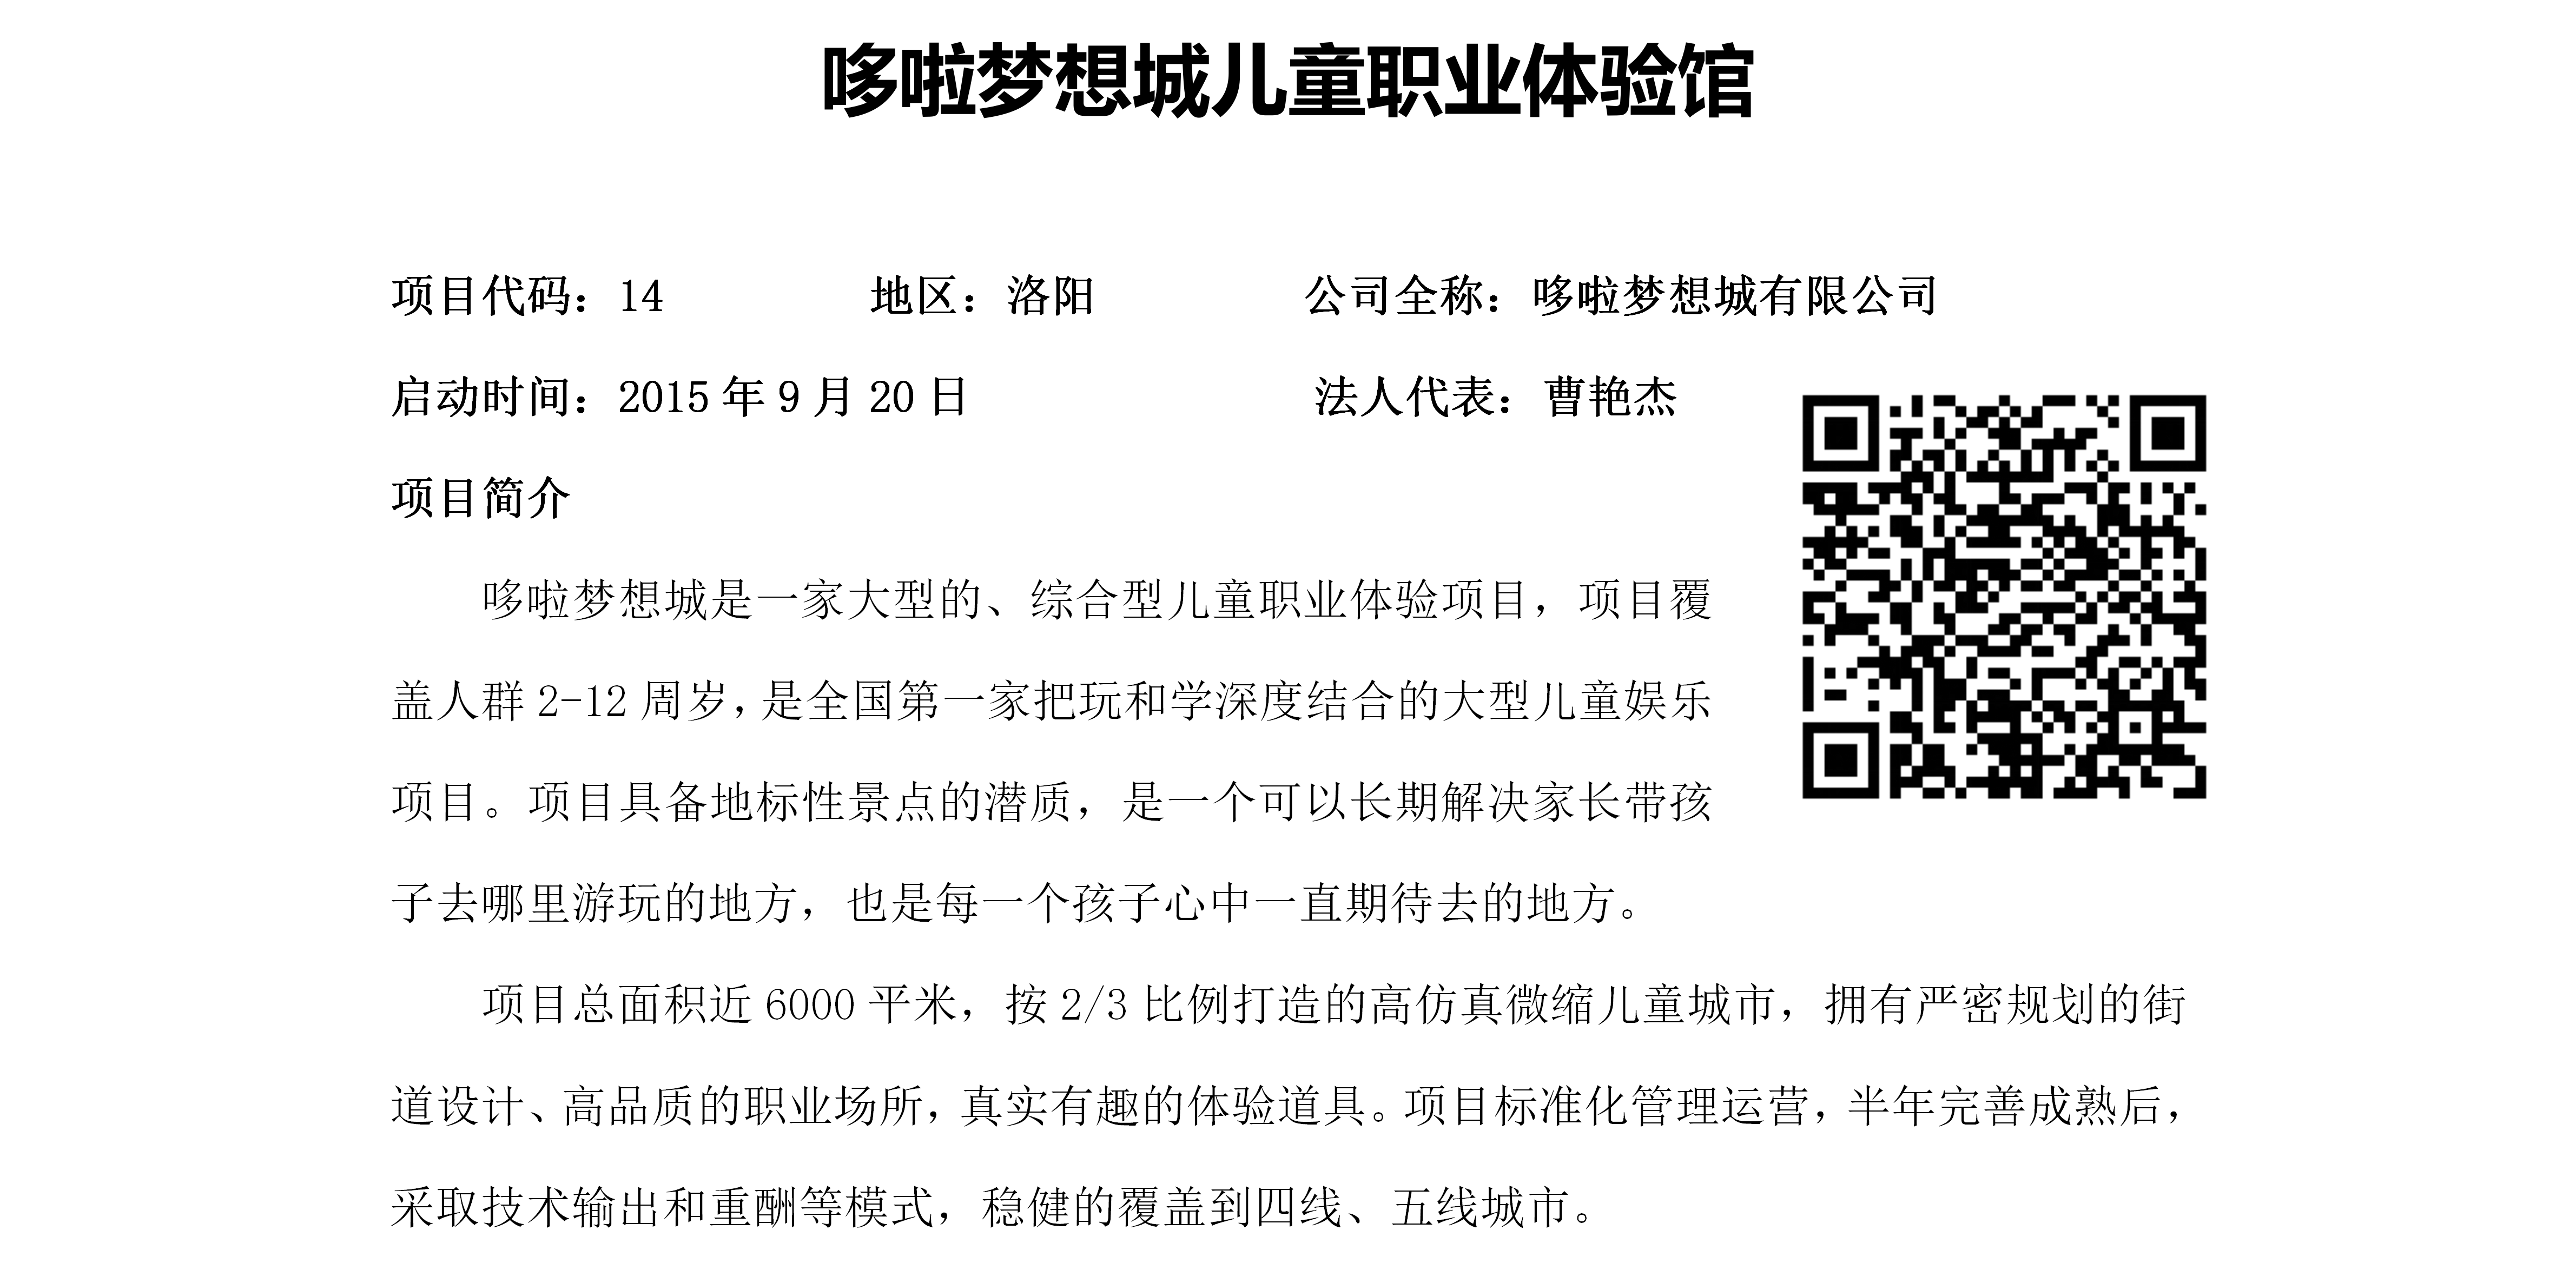 哆啦梦想城儿童职业体验馆
项目代码：14 地区：洛阳 公司全称：哆啦梦想城有限公司
启动时间：2015 年 9 月 20 日 法人代表：曹艳杰
项目简介
哆啦梦想城是一家大型的、综合型儿童职业体验项目，项目覆
盖人群 2-12 周岁，是全国第一家把玩和学深度结合的大型儿童娱乐
项目。项目具备地标性景点的潜质，是一个可以长期解决家长带孩
子去哪里游玩的地方，也是每一个孩子心中一直期待去的地方。
项目总面积近 6000 平米，按 2/3 比例打造的高仿真微缩儿童城市，拥有严密规划的街
道设计、高品质的职业场所，真实有趣的体验道具。项目标准化管理运营，半年完善成熟后，
采取技术输出和重酬等模式，稳健的覆盖到四线、五线城市。